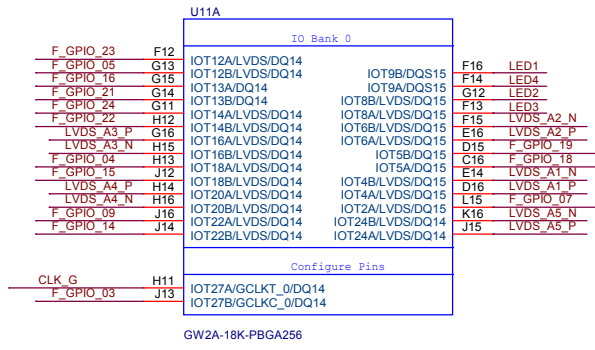 U11A
IO Bank 0
F_GPIO_23 F12 IOT12A/LVDS/DQ14
F_GPIO_05 G13 IOT12B/LVDS/DQ14 IOT9B/DQS15 F16 LED1
F_GPIO_16 G15 IOT13A/DQ14 IOT9A/DQS15 F14 LED4
F_GPIO_21 G14 IOT13B/DQ14 IOT8B/LVDS/DQ15 G12 LED2
F_GPIO_24 G11 IOT14A/LVDS/DQ14 IOT8A/LVDS/DQ15 F13 LED3
F_GPIO_22 H12 IOT14B/LVDS/DQ14 IOT6B/LVDS/DQ15 F15 LVDS_A2_N
LVDS_A3_P G16 IOT16A/LVDS/DQ14 IOT6A/LVDS/DQ15 E16 LVDS_A2_P
LVDS_A3_N H15 IOT16B/LVDS/DQ14 IOT5B/DQ15 D15 F_GPIO_19
F_GPIO_04 H13 IOT18A/LVDS/DQ14 IOT5A/DQ15 C16 F_GPIO_18
F_GPIO_15 J12 IOT18B/LVDS/DQ14 IOT4B/LVDS/DQ15 E14 LVDS_A1_N
LVDS_A4_P H14 IOT20A/LVDS/DQ14 IOT4A/LVDS/DQ15 D16 LVDS_A1_P
LVDS_A4_N H16 IOT20B/LVDS/DQ14 IOT2A/LVDS/DQ15 L15 F_GPIO_07
F_GPIO_09 J16 IOT22A/LVDS/DQ14 IOT24B/LVDS/DQ14 K16 LVDS_A5_N
F_GPIO_14 J14 IOT22B/LVDS/DQ14 IOT24A/LVDS/DQ14 J15 LVDS_A5_P
Configure Pins
CLK_G H11 IOT27A/GCLKT_0/DQ14
F_GPIO_03 J13 IOT27B/GCLKC_0/DQ14
GW2A-18K-PBGA256